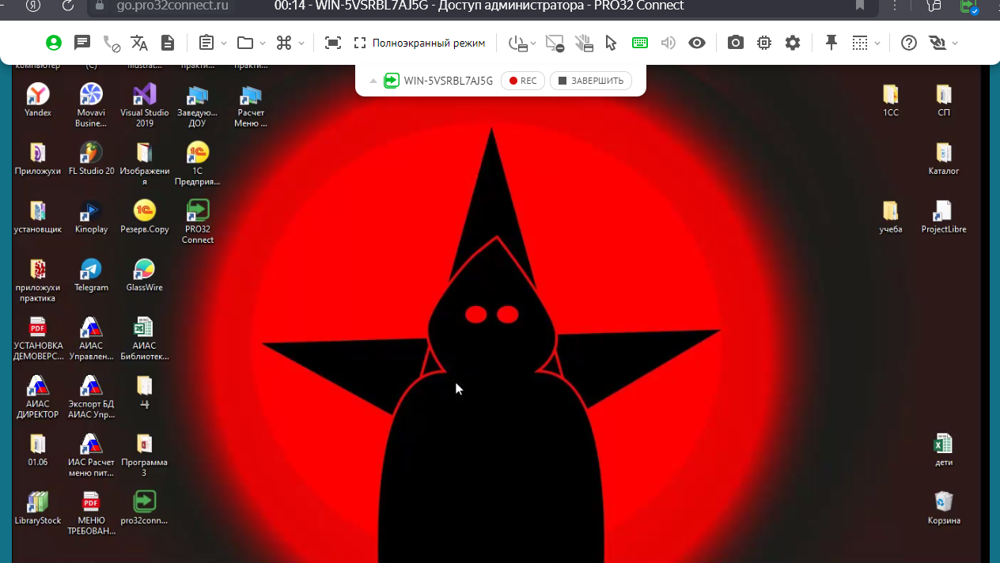 go.pro32connect.ru
00:14 - WIN-5VSRBL7AJ5G - Доступ администратора - PRO32 Connect
Полноэкранный режим
WIN-5VSRBL7AJ5G
REC
ЗАВЕРШИТЬ
компьютер
(C)
illustrat...
практи...
практи...
Yandex
Movavi
Busine...
Visual Studio
2019
Заведую...
ДОУ
Расчет
Меню ...
1СС
СП
Приложухи
FL Studio 20
Изображени
я
1С
Предприя...
Каталог
установщик
Kinoplay
Резерв.Copy
PRO32
Connect
учеба
ProjectLibre
приложухи
практика
Telegram
GlassWire
PDF
УСТАНОВКА
ДЕМОВЕРС...
АИАС
Управлен...
АИАС
Библиотек...
АИАС
ДИРЕКТОР
Экспорт БД
АИАС Упр...
Ч
01.06
ИАС Расчет
меню пит...
Программа
3
дети
LibraryStock
PDF
МЕНЮ
ТРЕБОВАН...
pro32conn...
Корзина